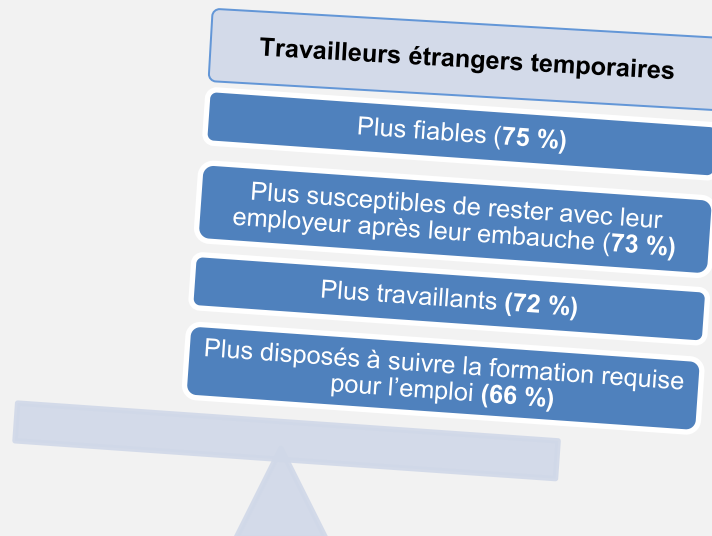 Travailleurs étrangers temporaires
Plus fiables (75 %)
Plus susceptibles de rester avec leur
employeur après leur embauche (73 %)
Plus travaillants (72 %)
Plus disposés à suivre la formation requise
pour l’emploi (66 %)